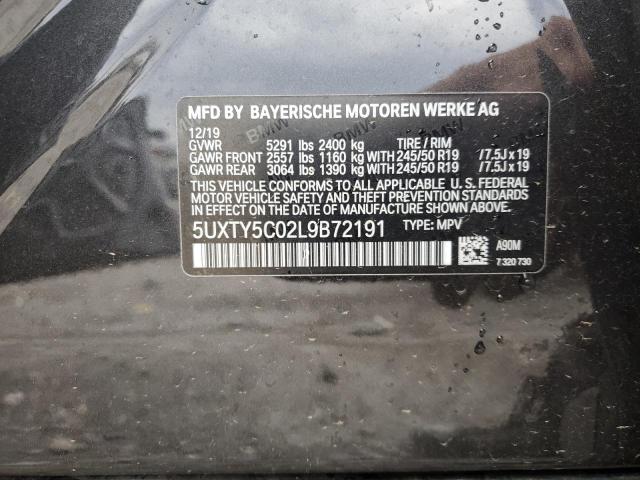 MFD BY BAYERISCHE MOTOREN WERKE AG
12/19
GVWR 5291 lbs 2400 kg TIRE / RIM
GAWR FRONT 2557 lbs 1160 kg WITH 245/50 R19 / 7.5J x 19
GAWR REAR 3064 lbs 1390 kg WITH 245/50 R19 / 7.5J x 19
THIS VEHICLE CONFORMS TO ALL APPLICABLE U. S. FEDERAL
MOTOR VEHICLE SAFETY AND THEFT PREVENTION STANDARDS
IN EFFECT ON THE DATE OF MANUFACTURE SHOWN ABOVE.
5UXTY5C02L9B72191 TYPE: MPV
A90M
7 320 730
BMW
BMW